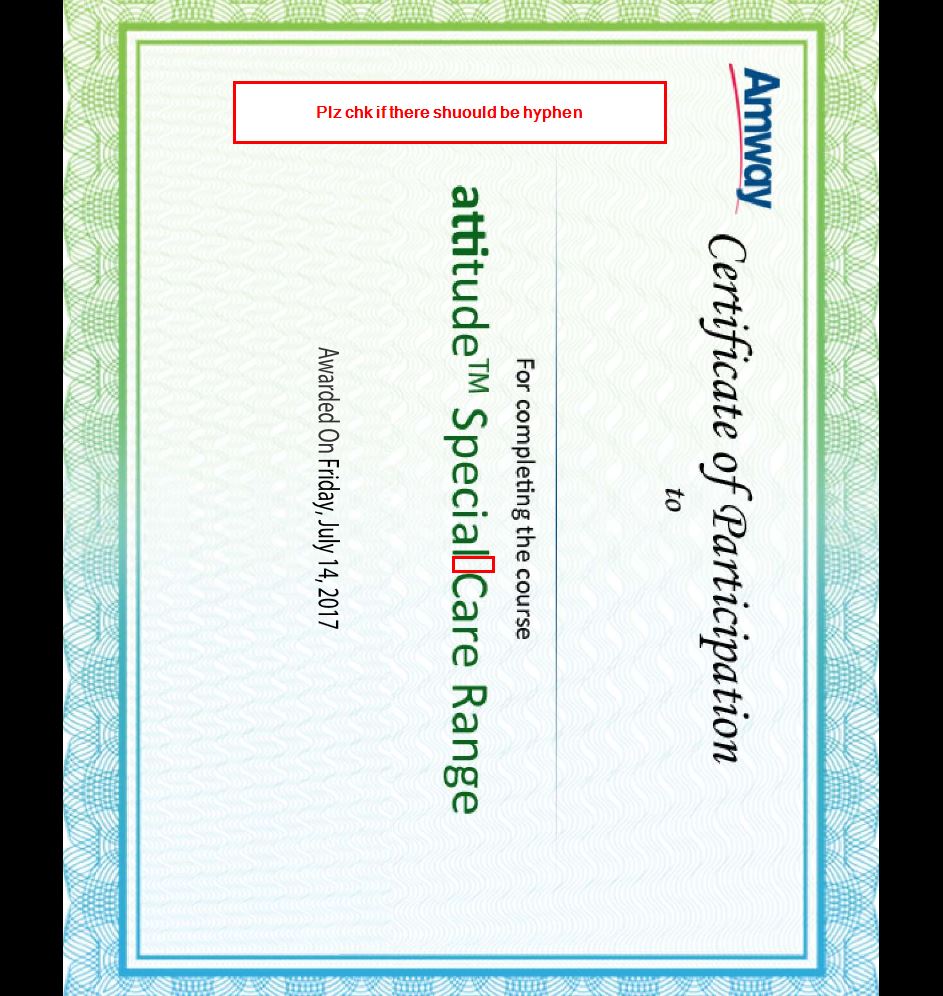 Plz chk if there shuould be hyphen
Amway
Certificate of Participation
to
For completing the course
attitude™ Special Care Range
Awarded On Friday, July 14, 2017